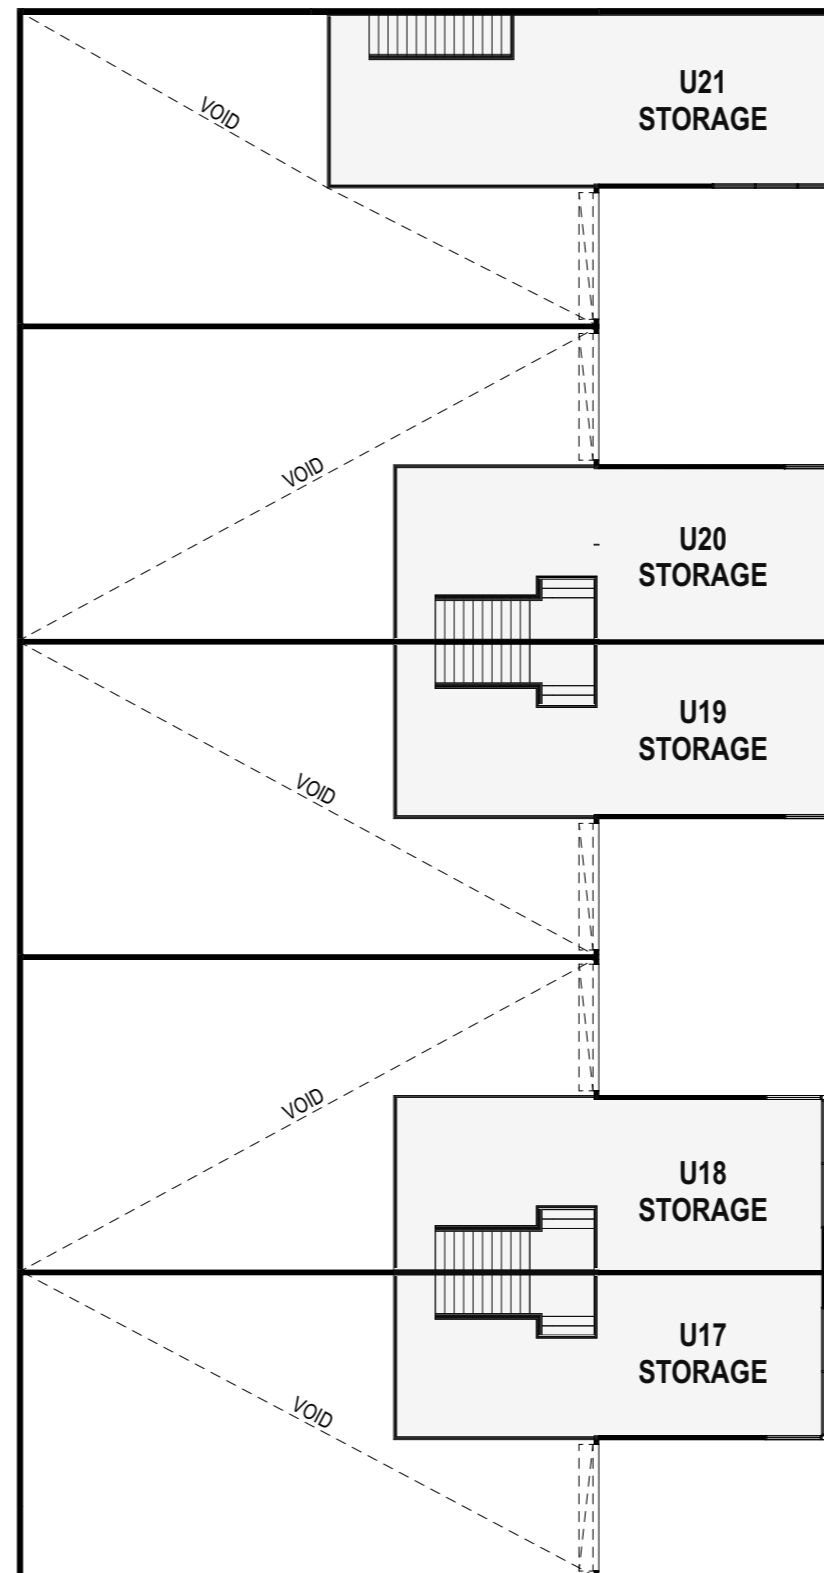 U21
STORAGE
VOID
VOID
U20
STORAGE
U19
STORAGE
VOID
VOID
U18
STORAGE
U17
STORAGE
VOID